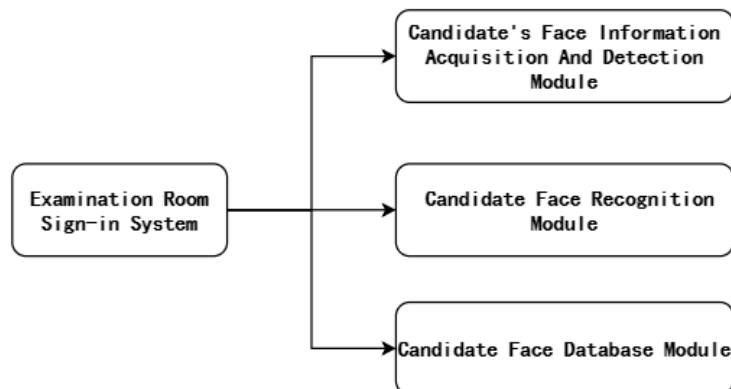 Candidate's Face Information
Acquisition And Detection
Module
Examination Room
Sign-in System
Candidate Face Recognition
Module
Candidate Face Database Module